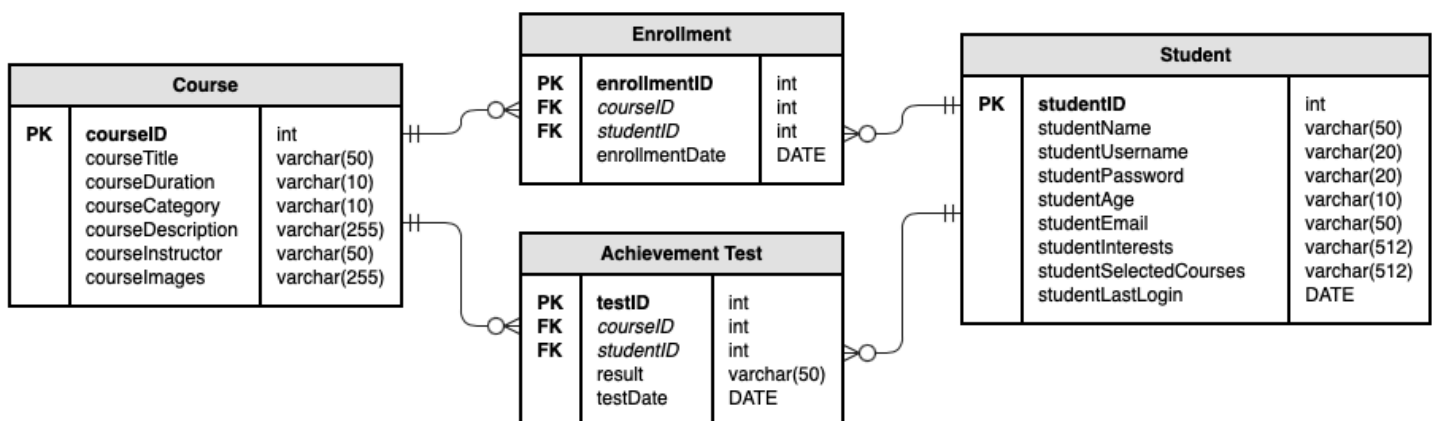 Course
PK courseID int
courseTitle varchar(50)
courseDuration varchar(10)
courseCategory varchar(10)
courseDescription varchar(255)
courseInstructor varchar(50)
courseImages varchar(255)
Enrollment
PK enrollmentID int
FK courseID int
FK studentID int
enrollmentDate DATE
Achievement Test
PK testID int
FK courseID int
FK studentID int
result varchar(50)
testDate DATE
Student
PK studentID int
studentName varchar(50)
studentUsername varchar(20)
studentPassword varchar(20)
studentAge varchar(10)
studentEmail varchar(50)
studentInterests varchar(512)
studentSelectedCourses varchar(512)
studentLastLogin DATE